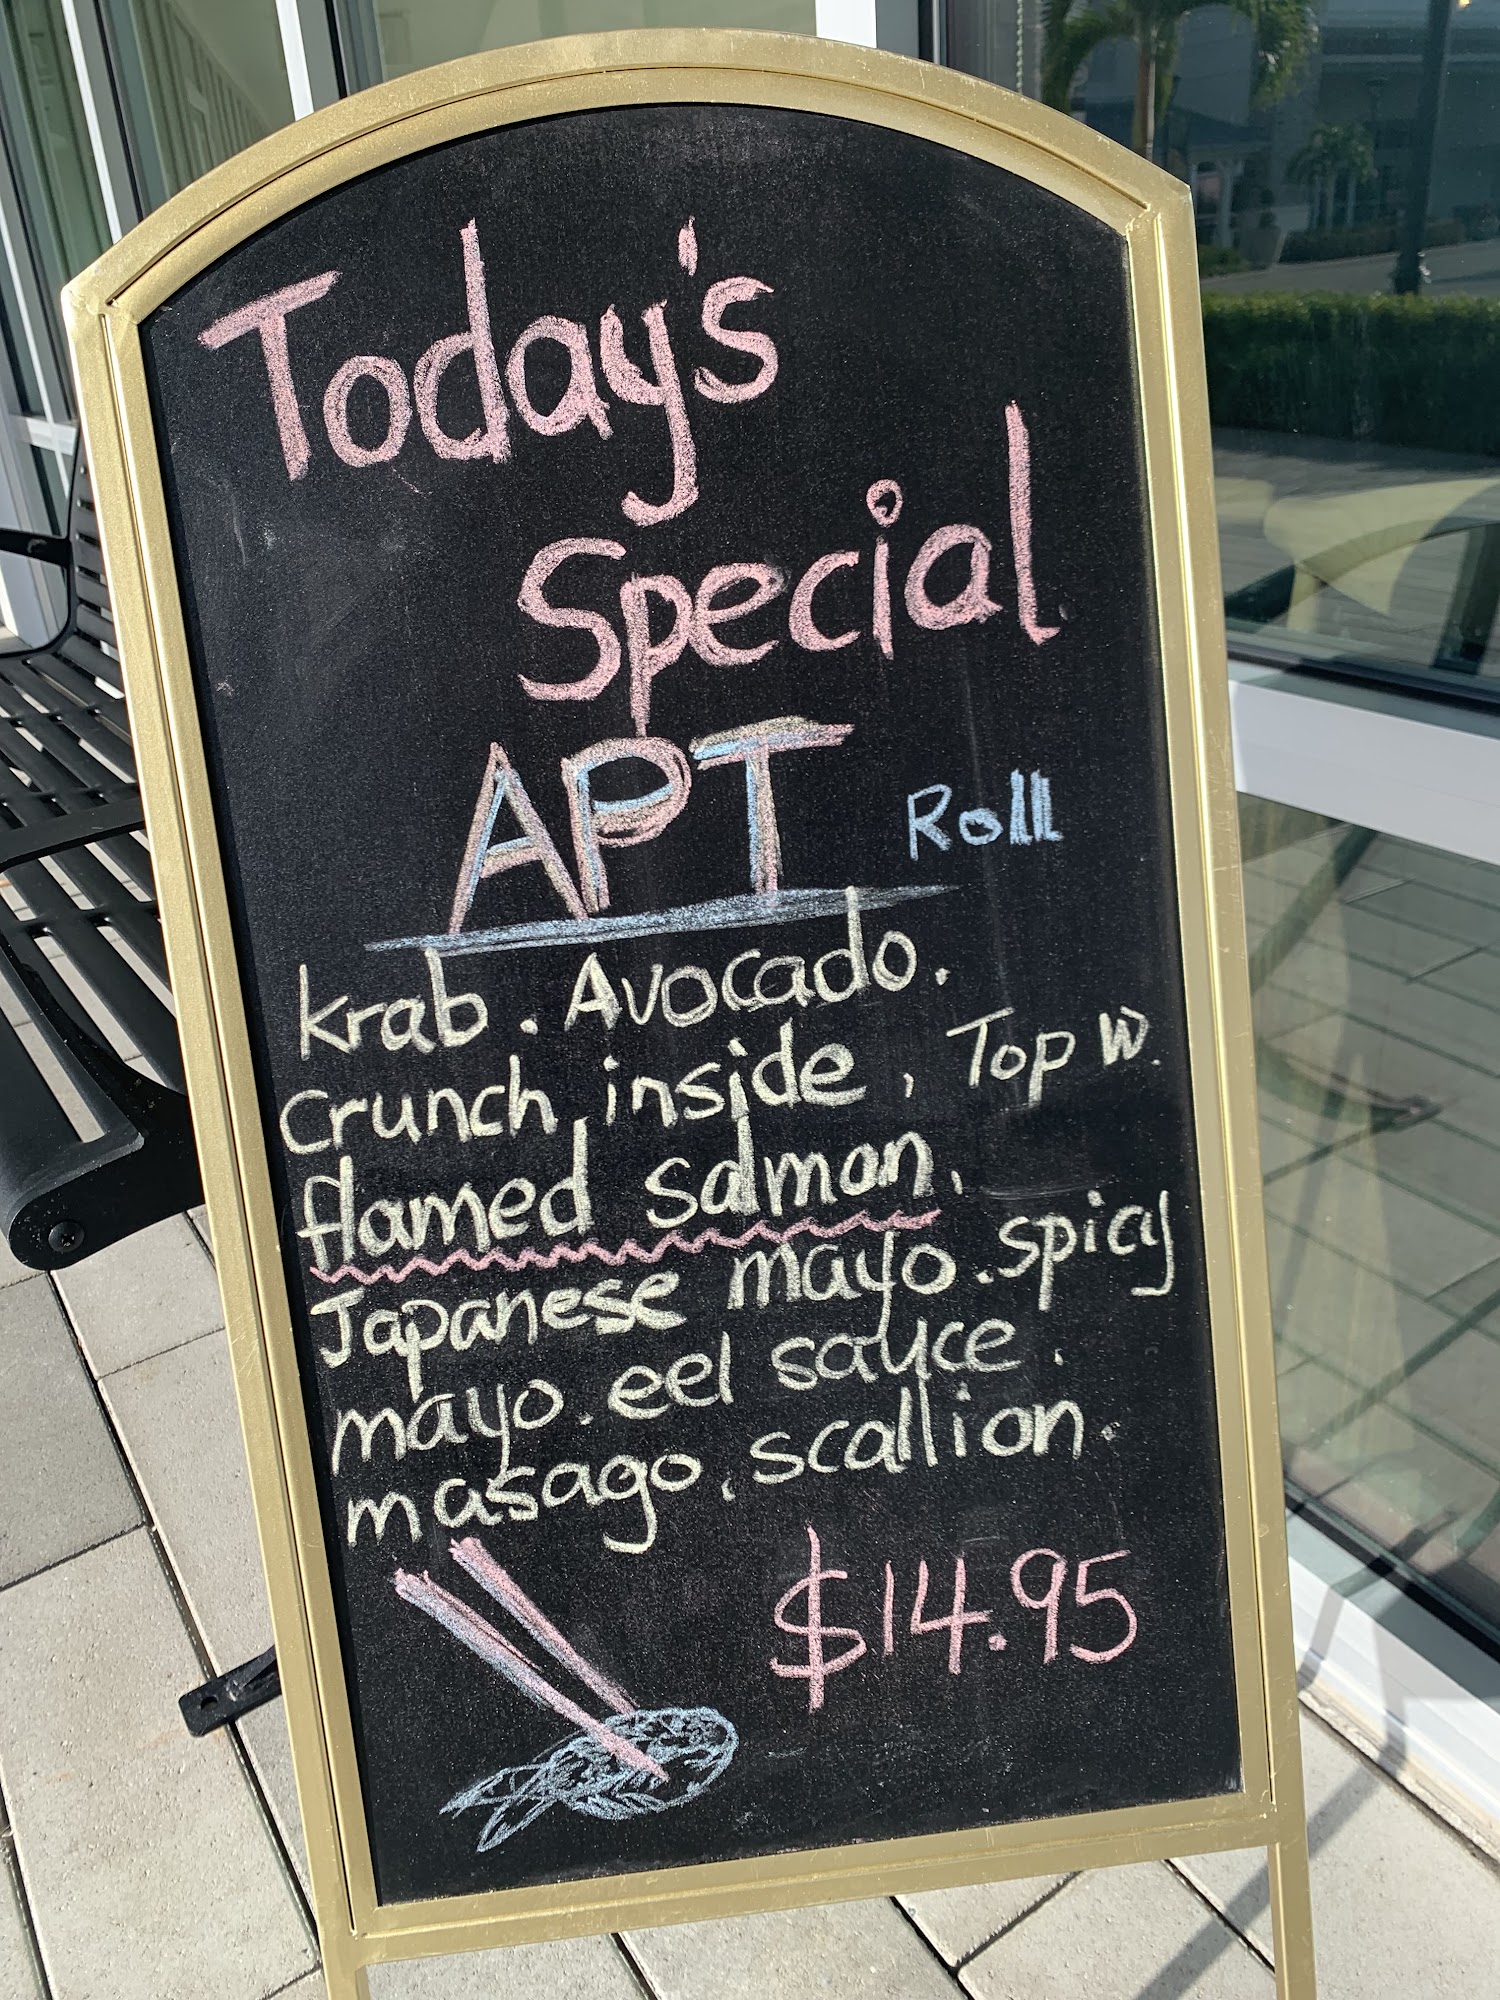 Today's
Special
APT Roll
Krab. Avocado.
Crunch inside, Top W.
flamed salmon,
Japanese mayo. spicy
mayo. eel sauce.
masago, scallion.
$14.95